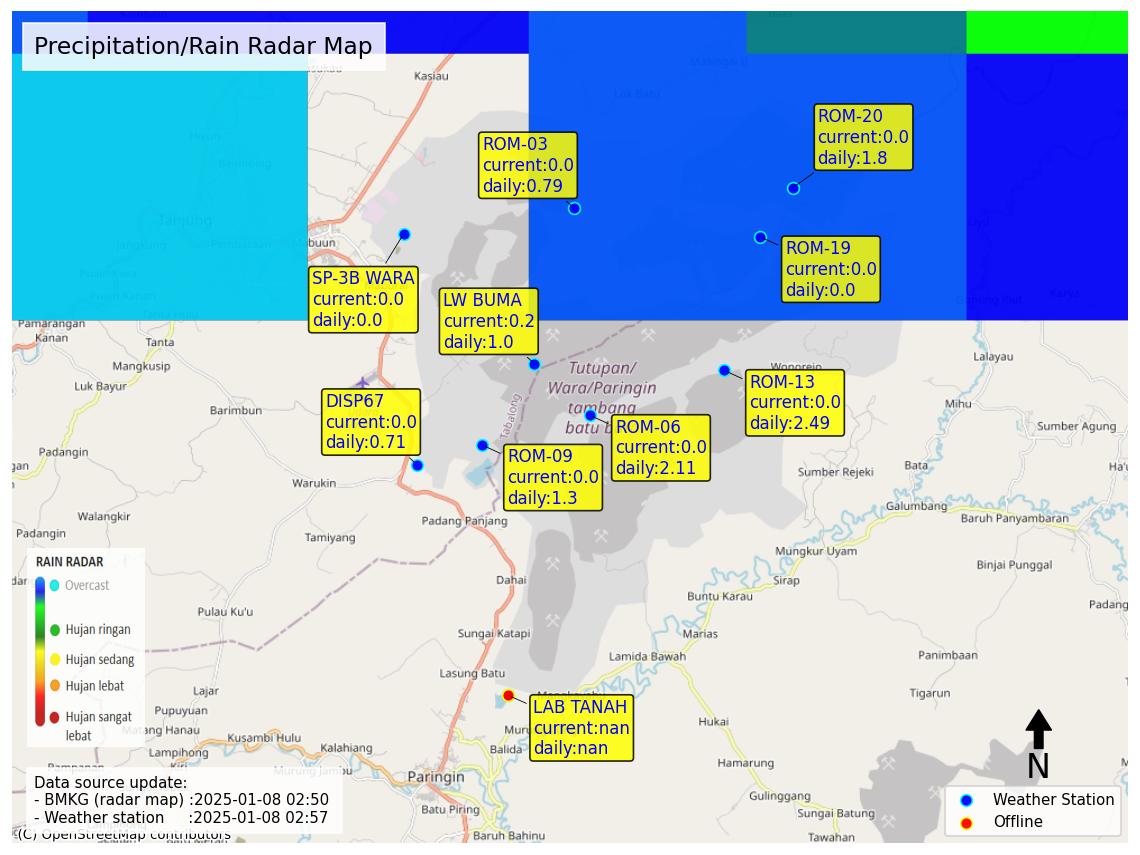 Precipitation/Rain Radar Map
Kasiau
Maningau
Lok Batu
ROM-20
current:0.0
daily:1.8
ROM-03
current:0.0
daily:0.79
Tanjung
Mabuun
ROM-19
current:0.0
daily:0.0
SP-3B WARA
current:0.0
daily:0.0
LW BUMA
current:0.2
daily:1.0
Pamarangan
Kanan
Tanta
Mangkusip
Luk Bayur
Barimbun
Padangin
Tutupan/
Wara/Paringin
tambang
batu b
Tabalong
Wonorejo
Lalayau
Mihu
Sumber Agung
ROM-13
current:0.0
daily:2.49
DISP67
current:0.0
daily:0.71
ROM-06
current:0.0
daily:2.11
ROM-09
current:0.0
daily:1.3
Warukin
Sumber Rejeki
Bata
Galumbang
Baruh Panyambaran
Walangkir
Padangin
Tamiyang
Padang Panjang
Mungkur Uyam
Binjai Punggal
Sirap
Buntu Karau
Padang
Dahai
Pulau Ku'u
Sungai Katapi
Marias
Lamida Bawah
Panimbaan
Lasung Batu
Tigarun
Lajar
Pupuyuan
Matang Hanau
Kusambi Hulu
Lampihong
Kalahiang
Murung Jambu
Balida
Hukai
Hamarung
Paringin
Batu Piring
Baruh Bahinu
Gulinggang
Sungai Batung
Tawahan
LAB TANAH
current:nan
daily:nan
RAIN RADAR
Overcast
Hujan ringan
Hujan sedang
Hujan lebat
Hujan sangat
lebat
Data source update:
- BMKG (radar map) :2025-01-08 02:50
- Weather station :2025-01-08 02:57
(C) OpenStreetMap contributors
N
Weather Station
Offline